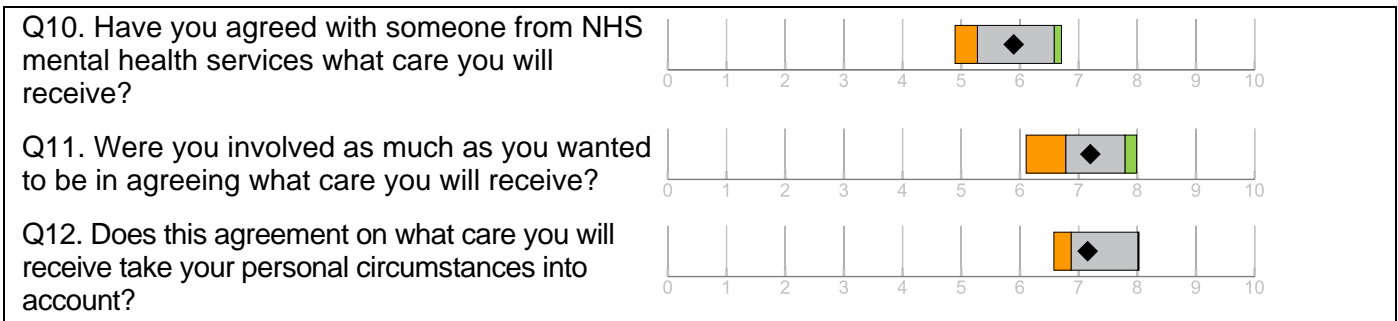 Q10. Have you agreed with someone from NHS
mental health services what care you will
receive?
0 1 2 3 4 5 6 7 8 9 10
Q11. Were you involved as much as you wanted
to be in agreeing what care you will receive?
0 1 2 3 4 5 6 7 8 9 10
Q12. Does this agreement on what care you will
receive take your personal circumstances into
account?
0 1 2 3 4 5 6 7 8 9 10